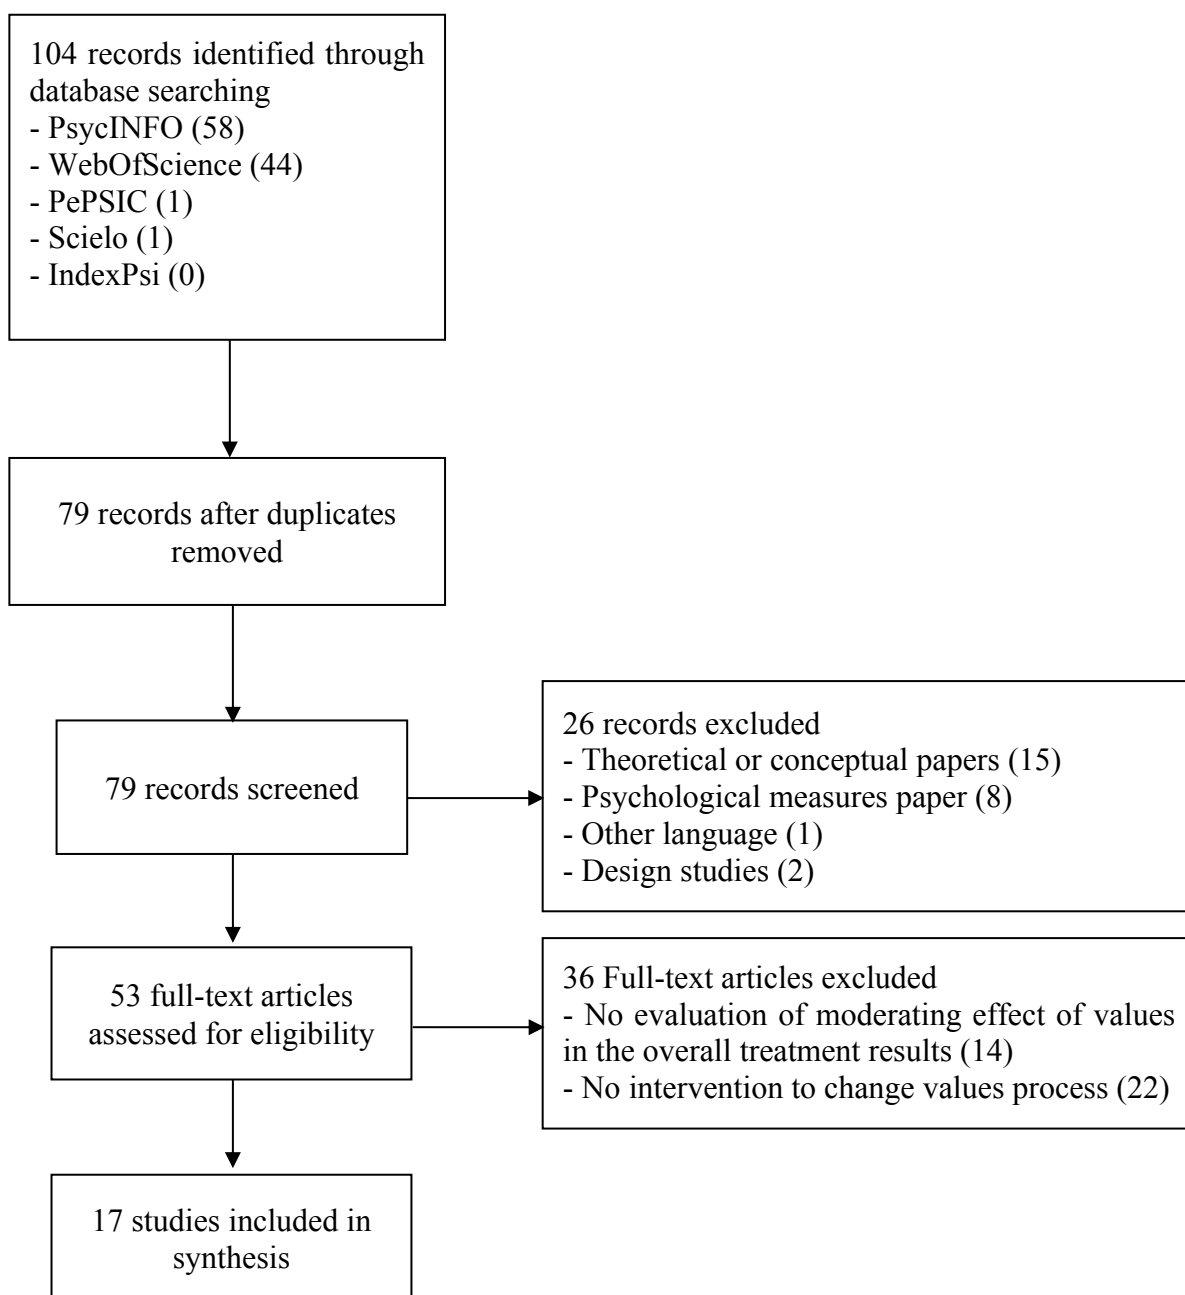 104 records identified through
database searching
- PsycINFO (58)
- WebOfScience (44)
- PePSIC (1)
- Scielo (1)
- IndexPsi (0)
79 records after duplicates
removed
79 records screened
26 records excluded
- Theoretical or conceptual papers (15)
- Psychological measures paper (8)
- Other language (1)
- Design studies (2)
53 full-text articles
assessed for eligibility
36 Full-text articles excluded
- No evaluation of moderating effect of values
in the overall treatment results (14)
- No intervention to change values process (22)
17 studies included in
synthesis